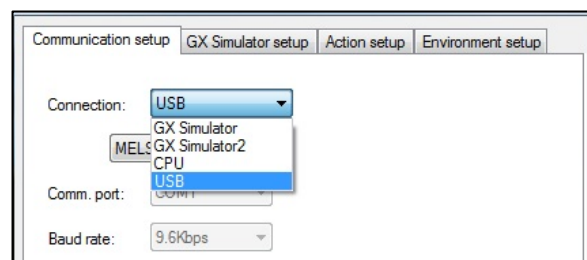 Communication setup GX Simulator setup Action setup Environment setup
Connection: USB
GX Simulator
MELS GX Simulator2
CPU
USB
Comm. port:
Baud rate: 9.6Kbps